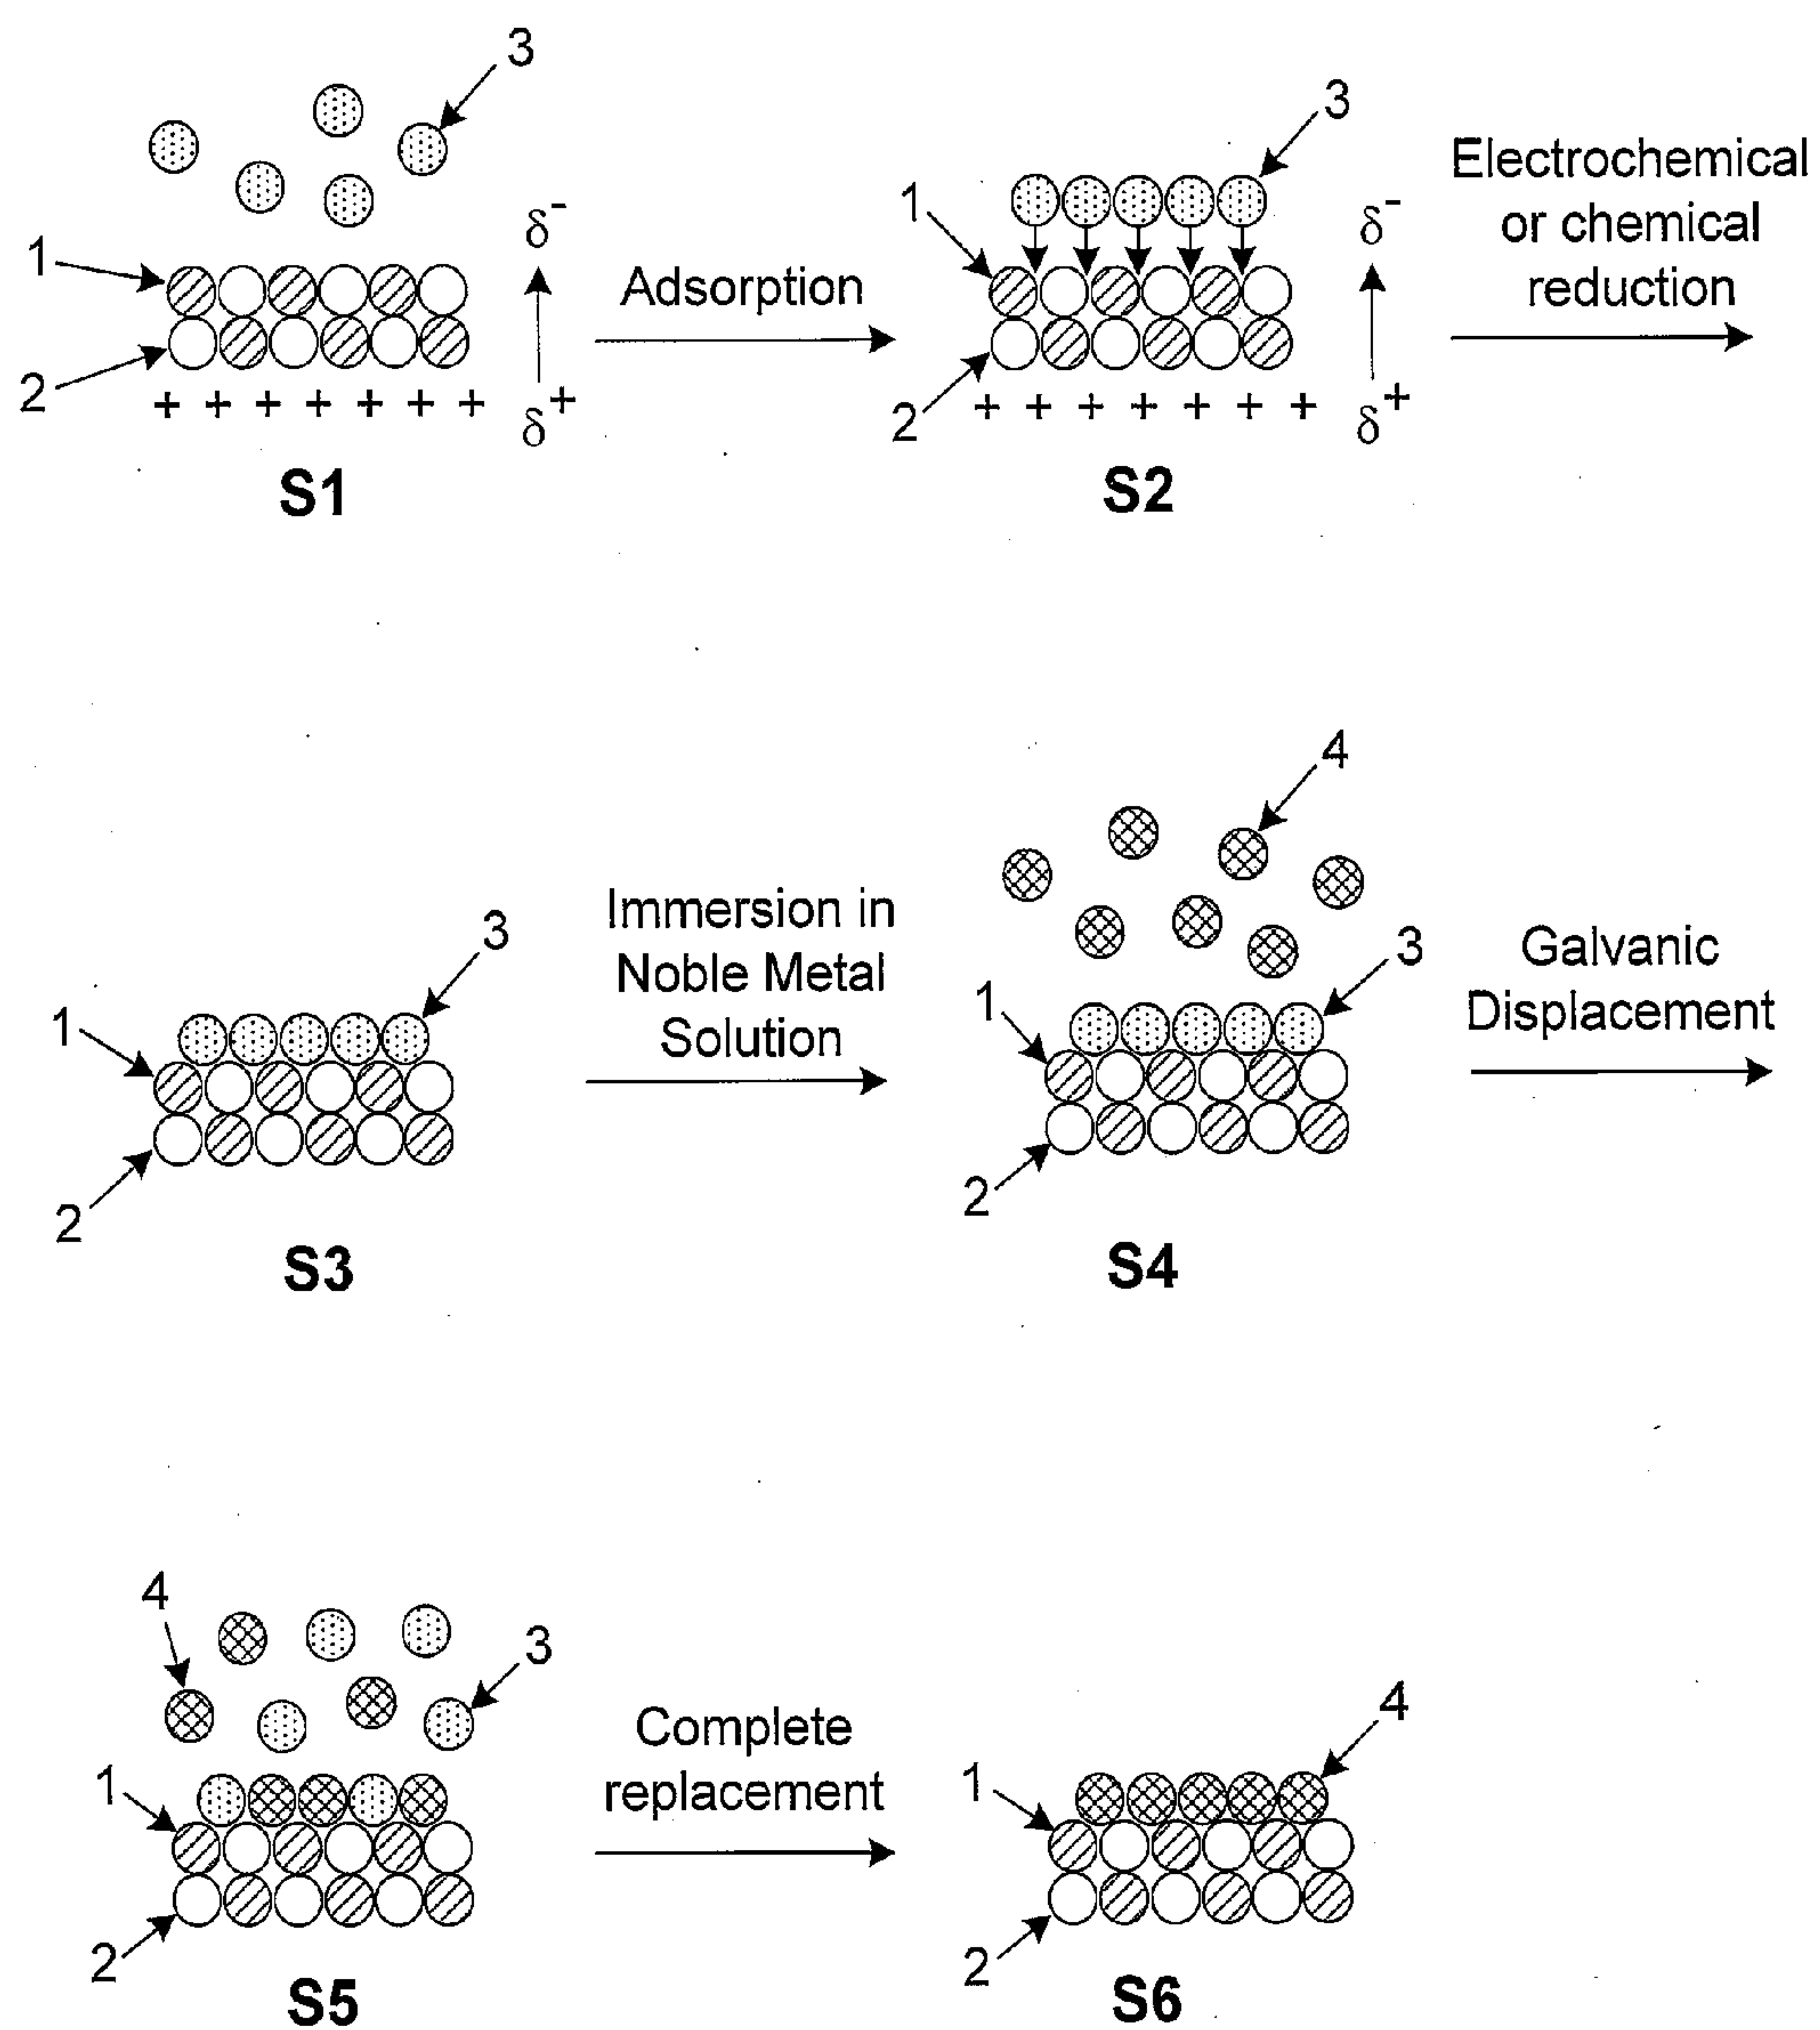 3
1
2
δ⁻
δ⁺
+ + + + + + +
S1
Adsorption
3
1
2
δ⁻
δ⁺
+ + + + + + +
S2
Electrochemical
or chemical
reduction
3
1
2
S3
Immersion in
Noble Metal
Solution
4
3
1
2
S4
Galvanic
Displacement
4
3
1
2
S5
Complete
replacement
4
1
2
S6